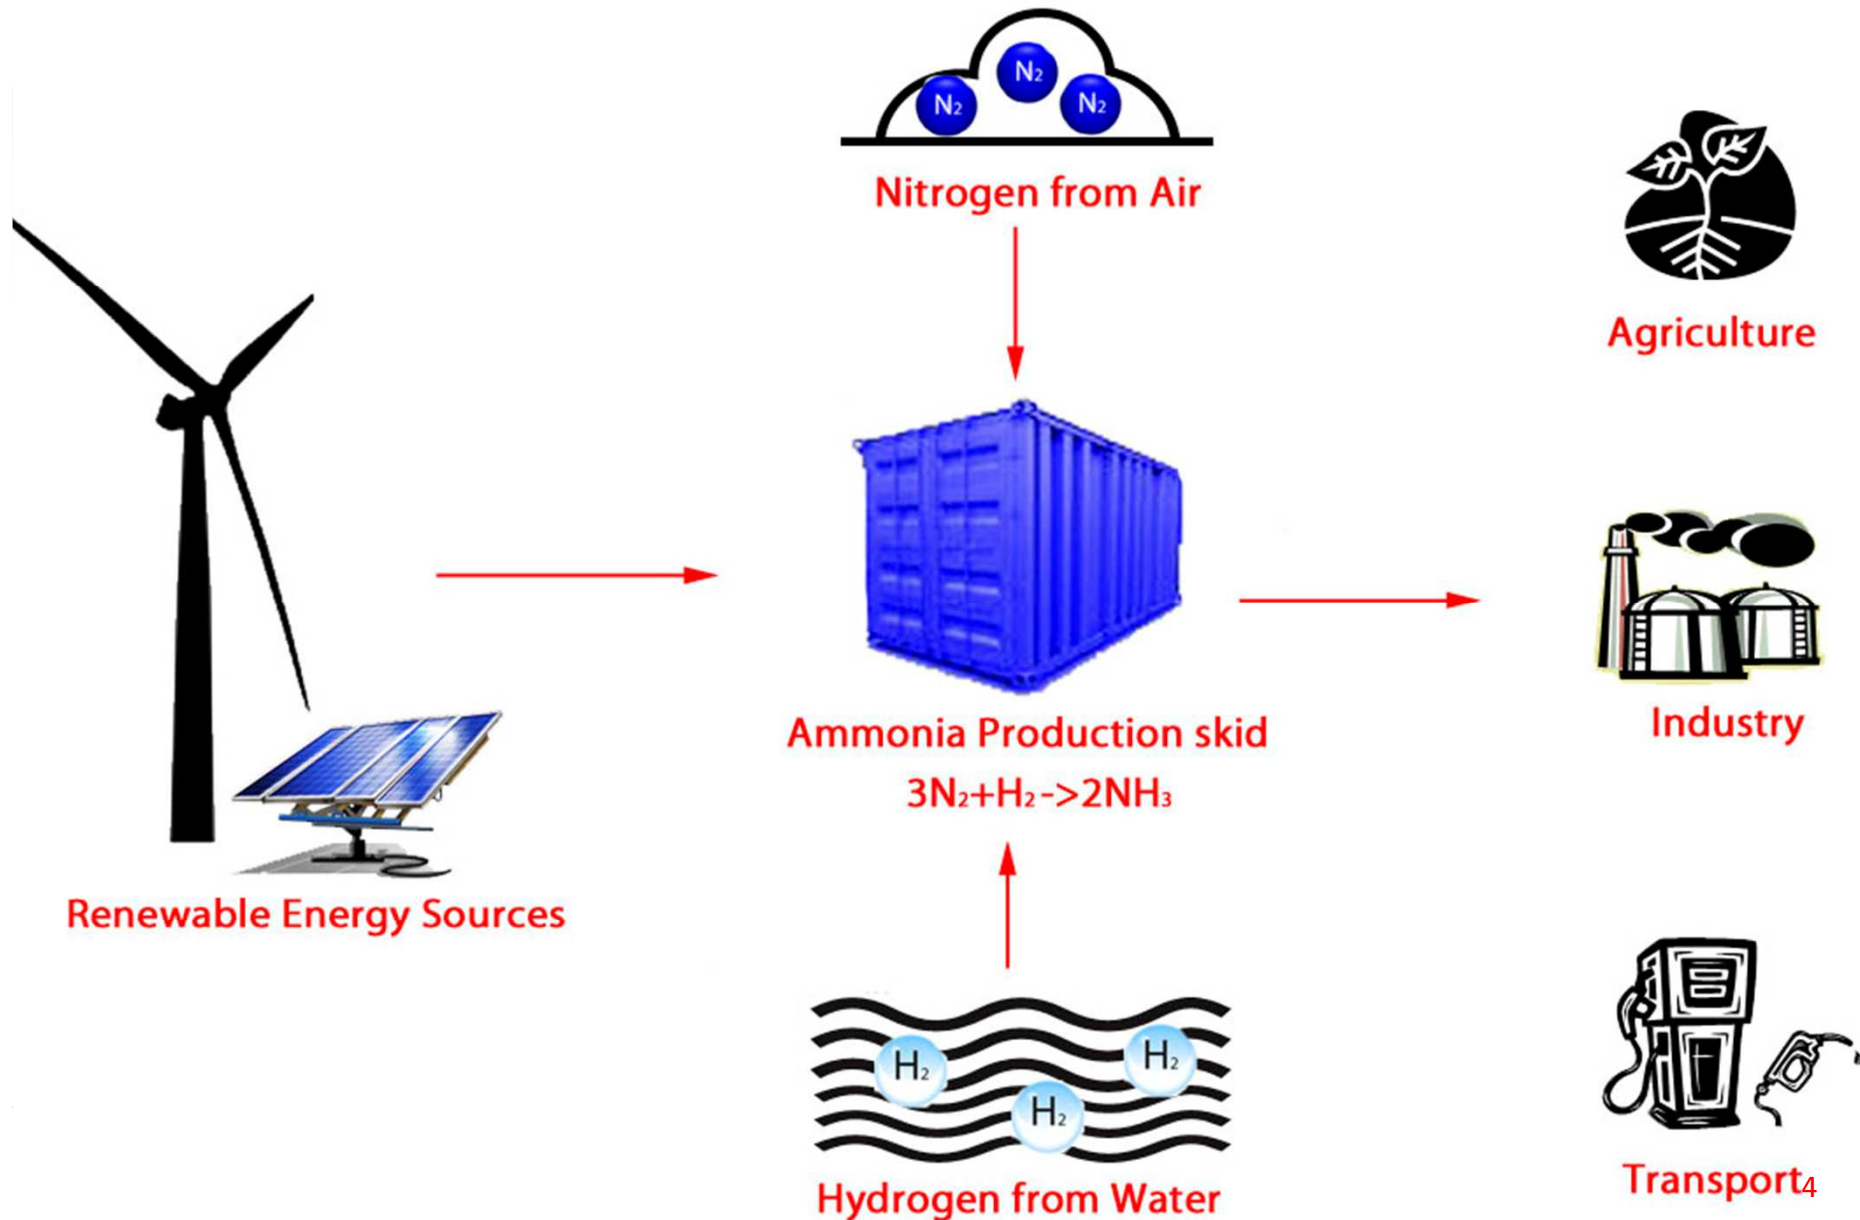 N₂
N₂
N₂
Nitrogen from Air
Agriculture
Ammonia Production skid
3N₂+H₂->2NH₃
Industry
Renewable Energy Sources
H₂
H₂
H₂
Hydrogen from Water
Transport
4